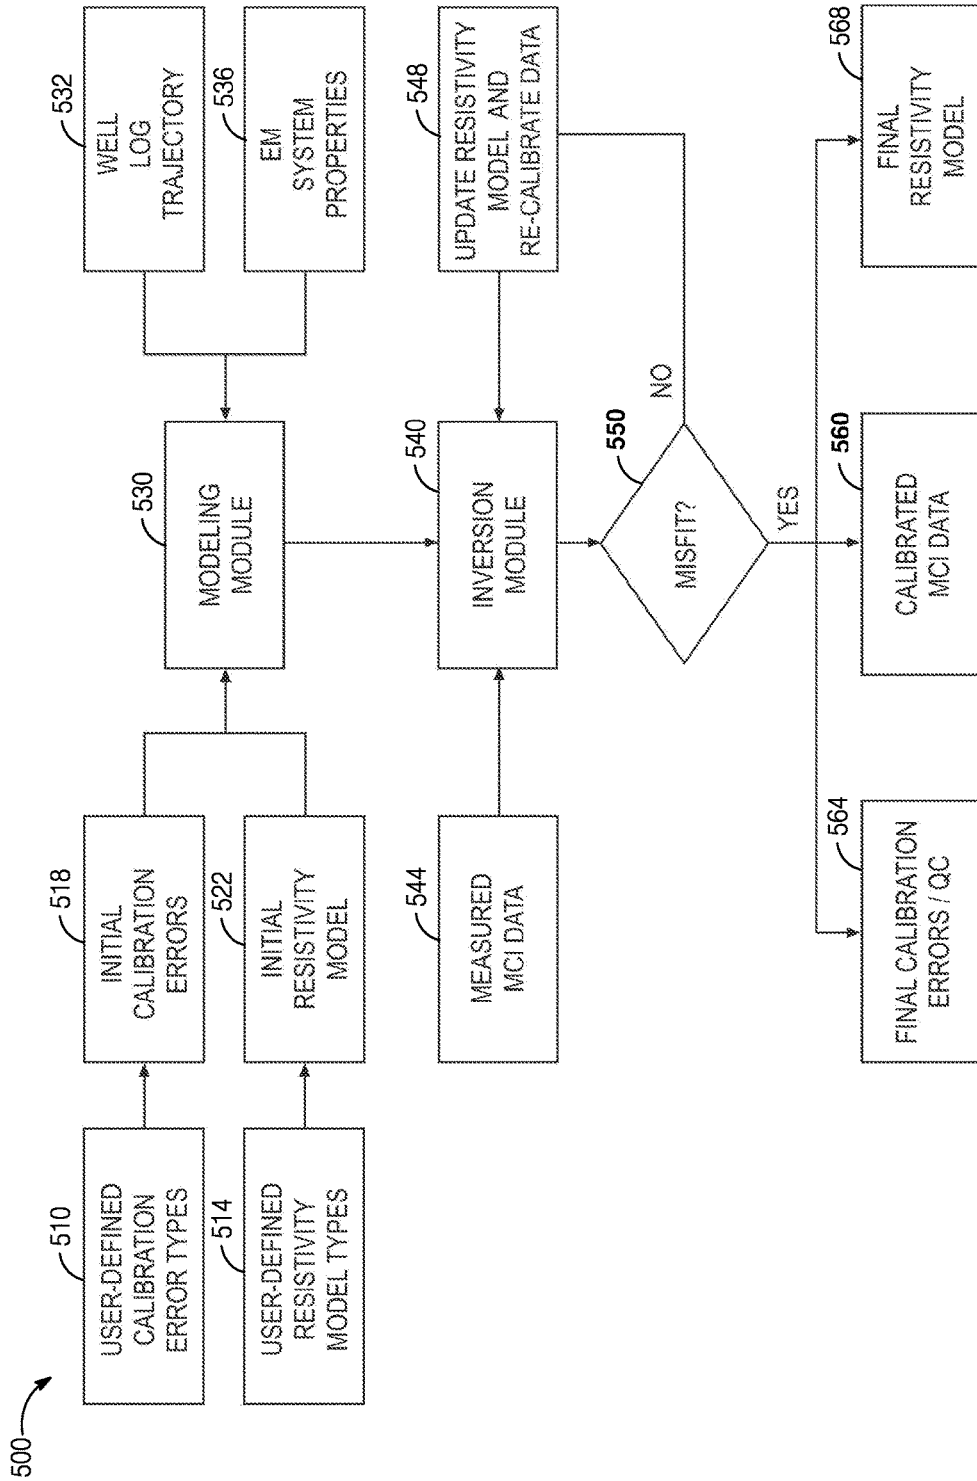 500
510
USER-DEFINED
CALIBRATION
ERROR TYPES
518
INITIAL
CALIBRATION
ERRORS
530
MODELING
MODULE
532
WELL
LOG
TRAJECTORY
514
USER-DEFINED
RESISTIVITY
MODEL TYPES
522
INITIAL
RESISTIVITY
MODEL
536
EM
SYSTEM
PROPERTIES
544
MEASURED
MCI DATA
540
INVERSION
MODULE
548
UPDATE RESISTIVITY
MODEL AND
RE-CALIBRATE DATA
550
MISFIT?
NO
YES
564
FINAL CALIBRATION
ERRORS / QC
560
CALIBRATED
MCI DATA
568
FINAL
RESISTIVITY
MODEL